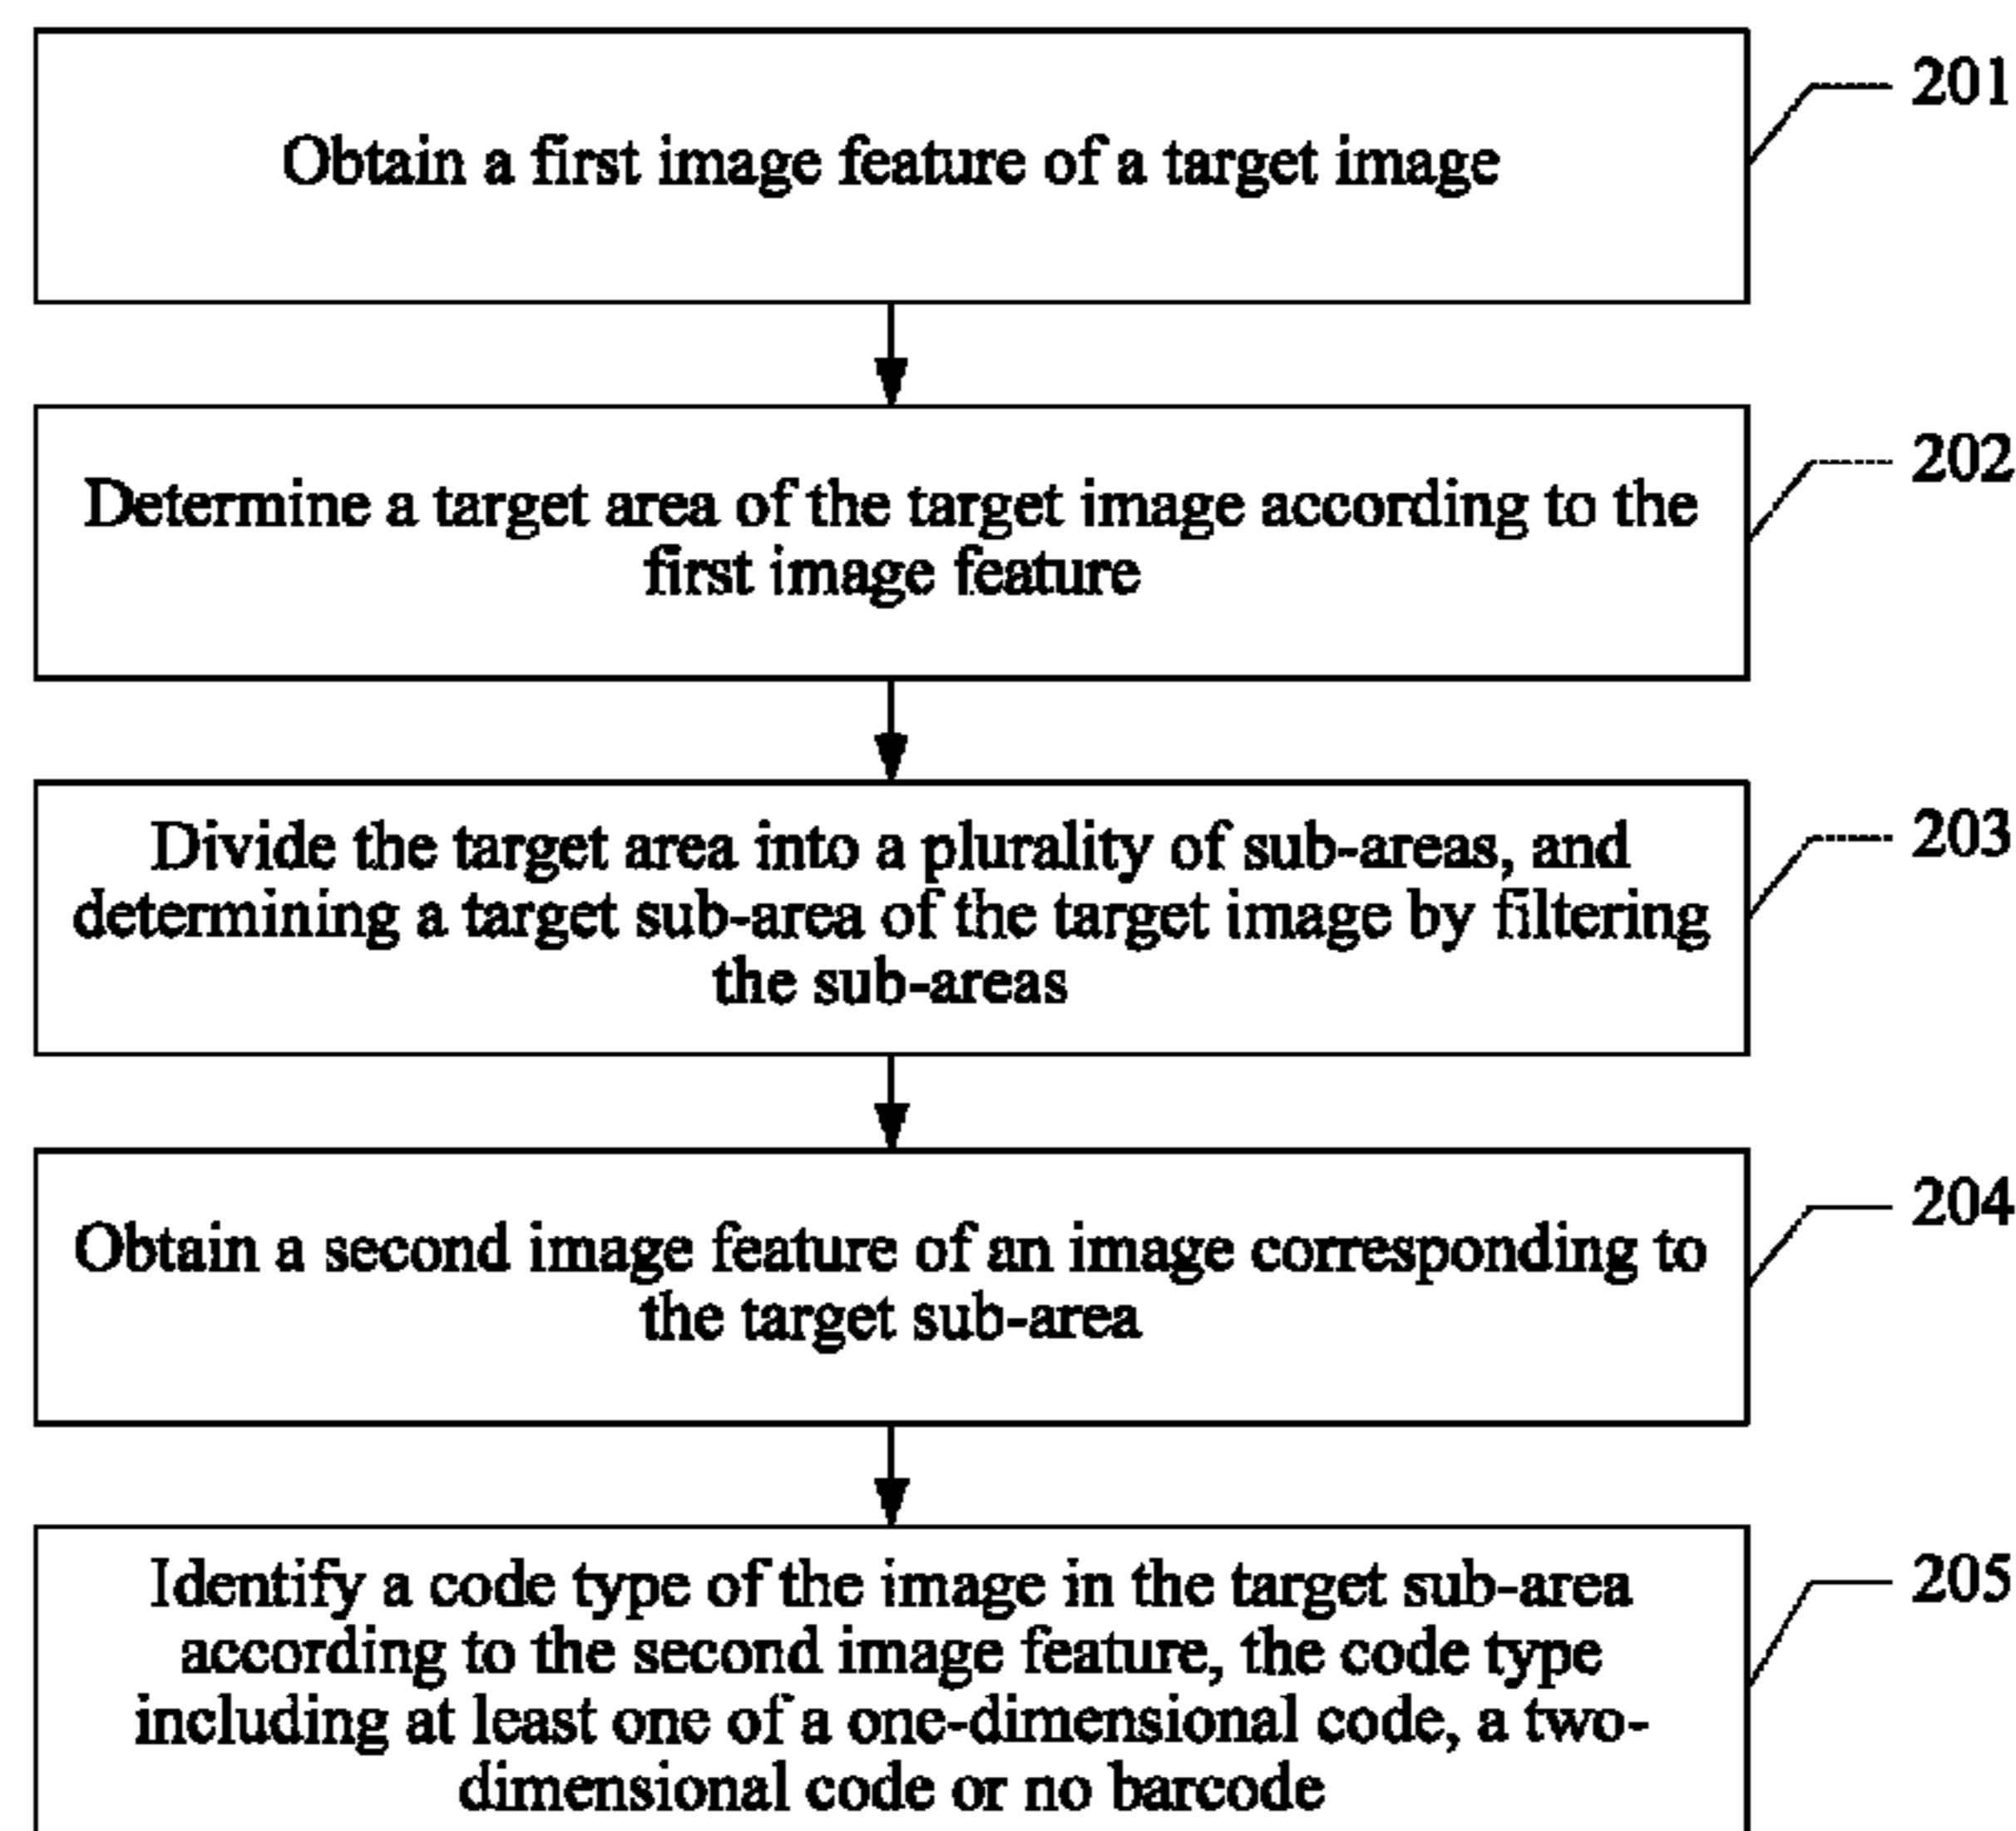 201
Obtain a first image feature of a target image
202
Determine a target area of the target image according to the
first image feature
203
Divide the target area into a plurality of sub-areas, and
determining a target sub-area of the target image by filtering
the sub-areas
204
Obtain a second image feature of an image corresponding to
the target sub-area
205
Identify a code type of the image in the target sub-area
according to the second image feature, the code type
including at least one of a one-dimensional code, a two-
dimensional code or no barcode